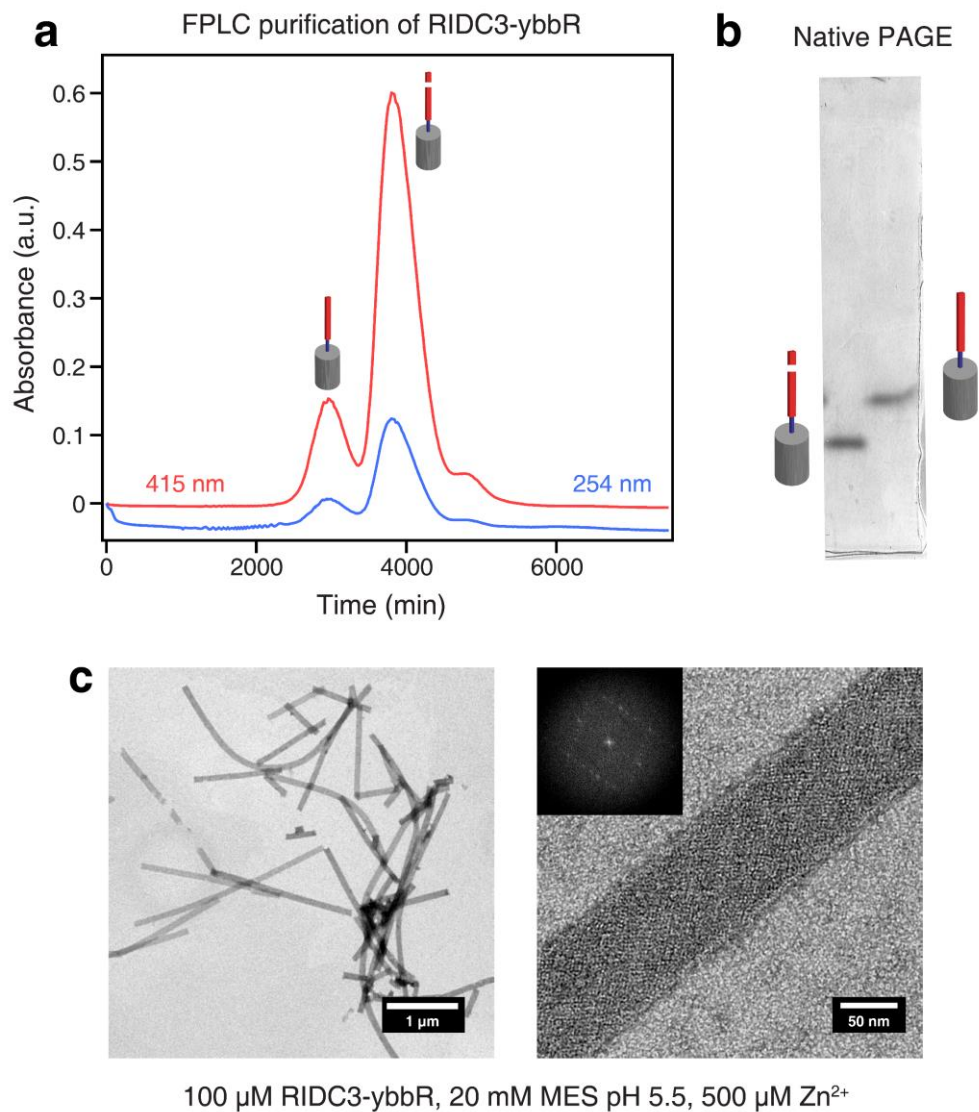 a
FPLC purification of RIDC3-ybbR
Absorbance (a.u.)
0.6
0.5
0.4
0.3
0.2
0.1
0
415 nm
254 nm
0 2000 4000 6000
Time (min)
b
Native PAGE
c
1 µm
50 nm
100 µM RIDC3-ybbR, 20 mM MES pH 5.5, 500 µM Zn²⁺